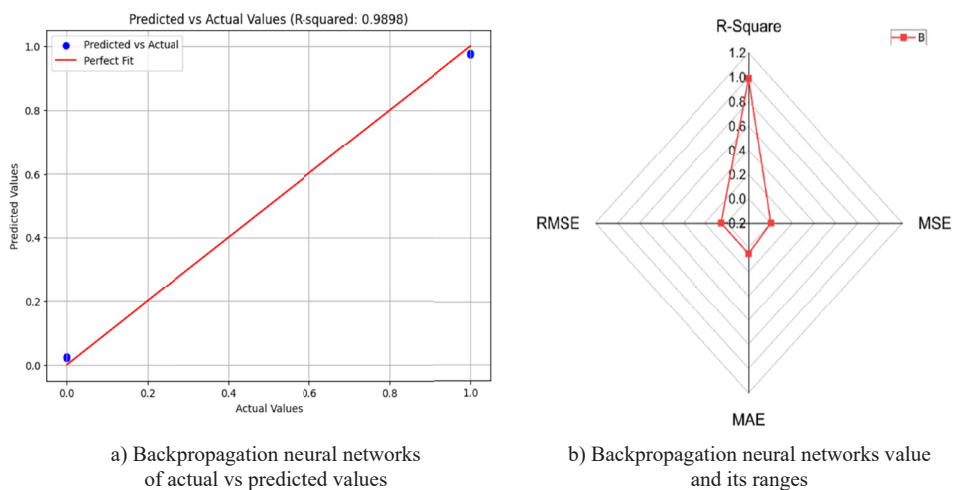 Predicted vs Actual Values (R-squared: 0.9898)
Predicted vs Actual
Perfect Fit
1.0
0.8
0.6
0.4
0.2
0.0
Predicted Values
0.0 0.2 0.4 0.6 0.8 1.0
Actual Values
a) Backpropagation neural networks
of actual vs predicted values
R-Square
B
1.2
1.0
0.8
0.6
0.4
0.2
0.0
-0.2
RMSE
MSE
MAE
b) Backpropagation neural networks value
and its ranges